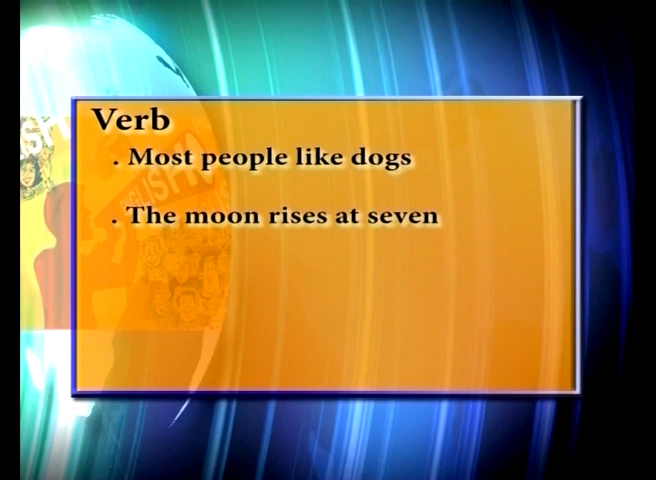 Verb
. Most people like dogs
. The moon rises at seven